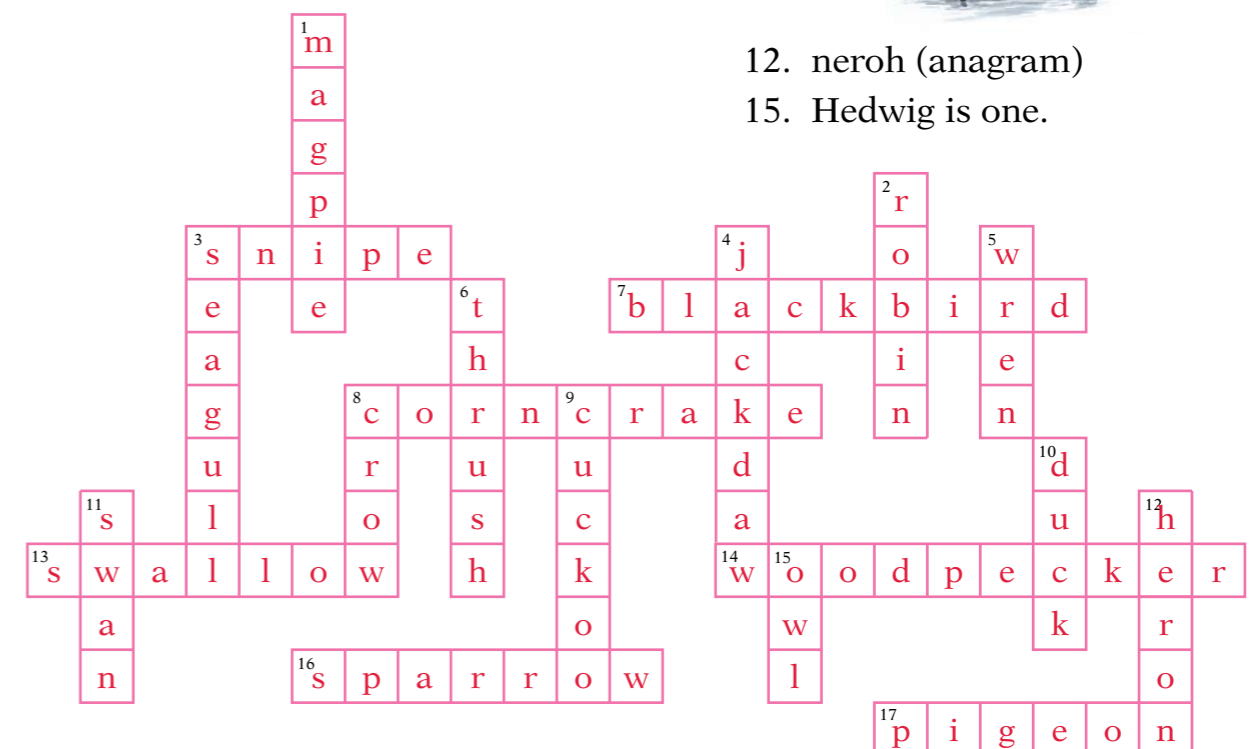 1 m
12. neroh (anagram)
a
15. Hedwig is one.
g
p 2 r
3 s n i p e 4 j o 5 w
e e 6 t 7 b l a c k b i r d
a h c i e
g 8 c o r n 9 c r a k e n n
u r u u d 10 d
11 s l o s c a u 12 h
13 s w a l l o w h k 14 w 15 o o d p e c k e r
a o w k r
n 16 s p a r r o w l o
17 p i g e o n